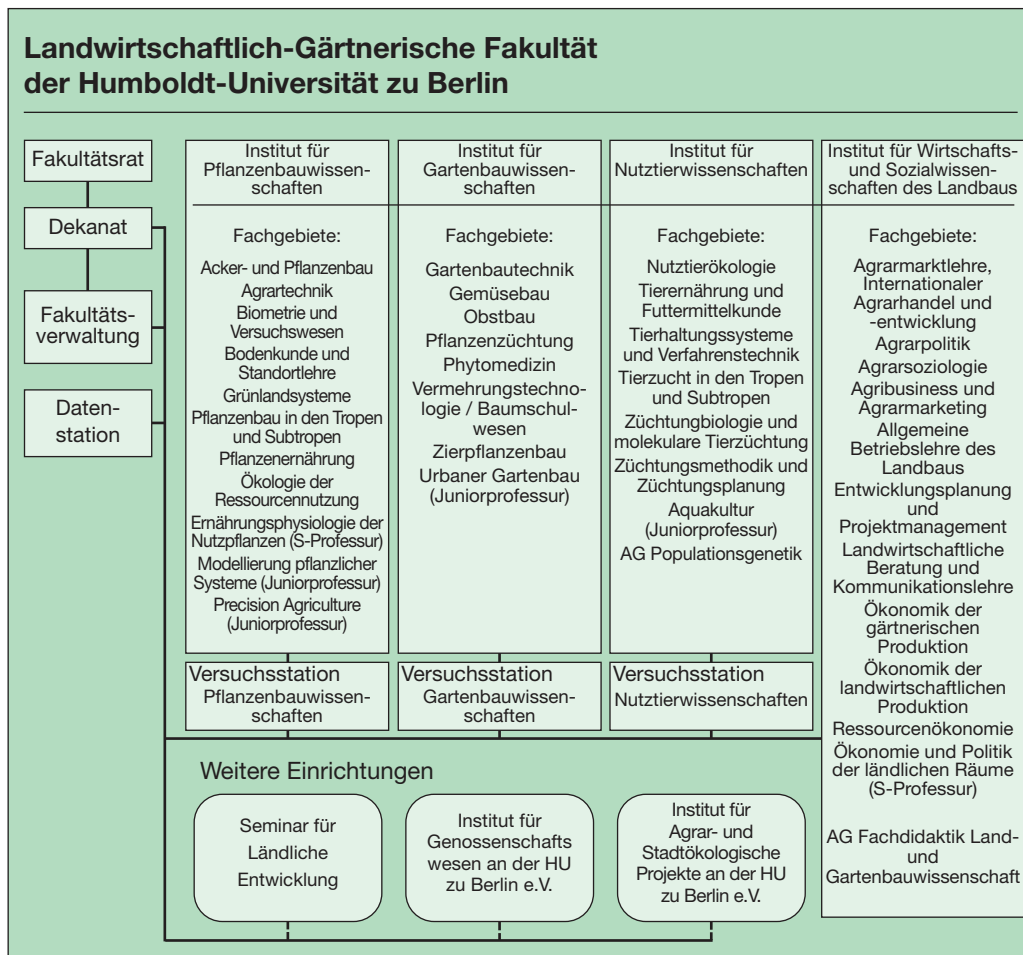 Landwirtschaftlich-Gärtnerische Fakultät
der Humboldt-Universität zu Berlin
Fakultätsrat
Dekanat
Fakultäts-
verwaltung
Daten-
station
Institut für
Pflanzenbauwissen-
schaften
Fachgebiete:
Acker- und Pflanzenbau
Agrartechnik
Biometrie und
Versuchswesen
Bodenkunde und
Standortlehre
Grünlandsysteme
Pflanzenbau in den Tropen
und Subtropen
Pflanzenernährung
Ökologie der
Ressourcennutzung
Ernährungsphysiologie der
Nutzpflanzen (S-Professur)
Modellierung pflanzlicher
Systeme (Juniorprofessur)
Precision Agriculture
(Juniorprofessur)
Versuchsstation
Pflanzenbauwissen-
schaften
Institut für
Gartenbauwissen-
schaften
Fachgebiete:
Gartenbautechnik
Gemüsebau
Obstbau
Pflanzenzüchtung
Phytomedizin
Vermehrungstechno-
logie / Baumschul-
wesen
Zierpflanzenbau
Urbaner Gartenbau
(Juniorprofessur)
Versuchsstation
Gartenbauwissen-
schaften
Institut für
Nutztierwissenschaften
Fachgebiete:
Nutztierökologie
Tierernährung und
Futtermittelkunde
Tierhaltungssysteme
und Verfahrenstechnik
Tierzucht in den Tropen
und Subtropen
Züchtungbiologie und
molekulare Tierzüchtung
Züchtungsmethodik und
Züchtungsplanung
Aquakultur
(Juniorprofessur)
AG Populationsgenetik
Versuchsstation
Nutztierwissenschaften
Institut für Wirtschafts-
und Sozialwissen-
schaften des Landbaus
Fachgebiete:
Agrarmarktlehre,
Internationaler
Agrarhandel und
-entwicklung
Agrarpolitik
Agrarsoziologie
Agribusiness und
Agrarmarketing
Allgemeine
Betriebslehre des
Landbaus
Entwicklungsplanung
und
Projektmanagement
Landwirtschaftliche
Beratung und
Kommunikationslehre
Ökonomik der
gärtnerischen
Produktion
Ökonomik der
landwirtschaftlichen
Produktion
Ressourcenökonomie
Ökonomie und Politik
der ländlichen Räume
(S-Professur)
AG Fachdidaktik Land-
und
Gartenbauwissenschaft
Weitere Einrichtungen
Seminar für
Ländliche
Entwicklung
Institut für
Genossenschafts
wesen an der HU
zu Berlin e.V.
Institut für
Agrar- und
Stadtökologische
Projekte an der HU
zu Berlin e.V.